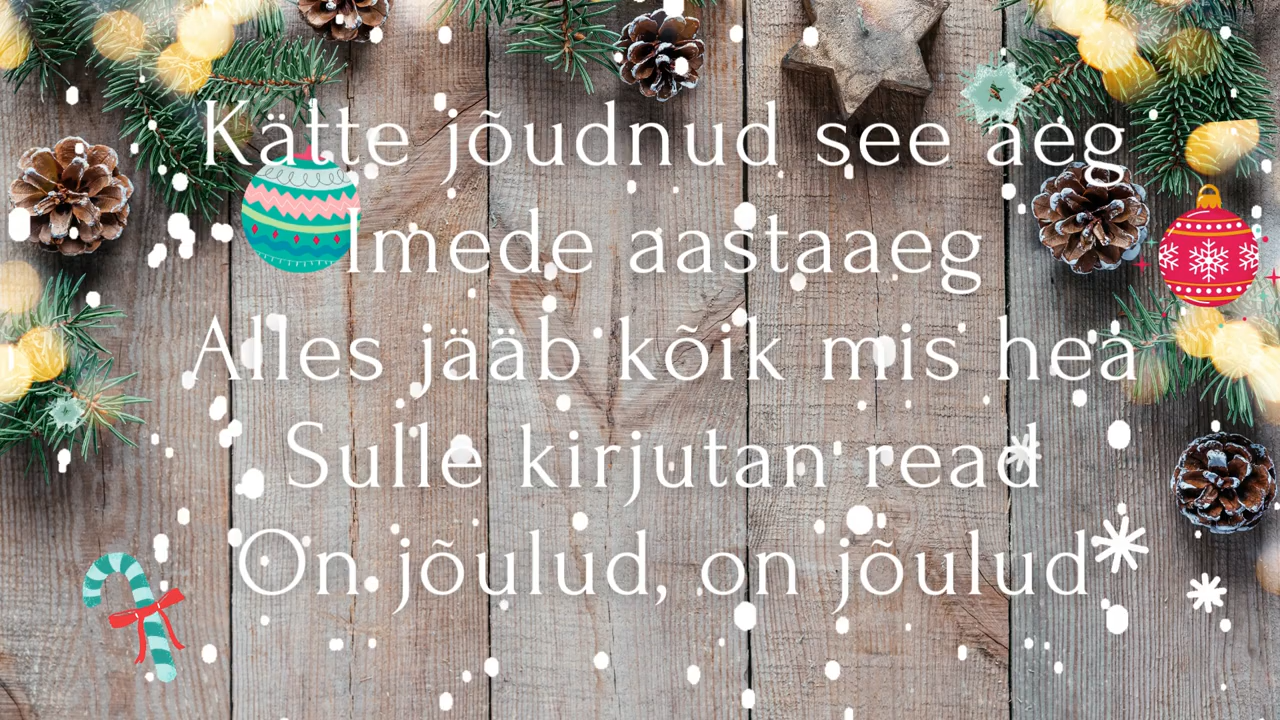 Kätte jõudnud see aeg
Imede aastaaeg
Alles jääb kõik mis hea
Sulle kirjutan read
On jõulud, on jõulud